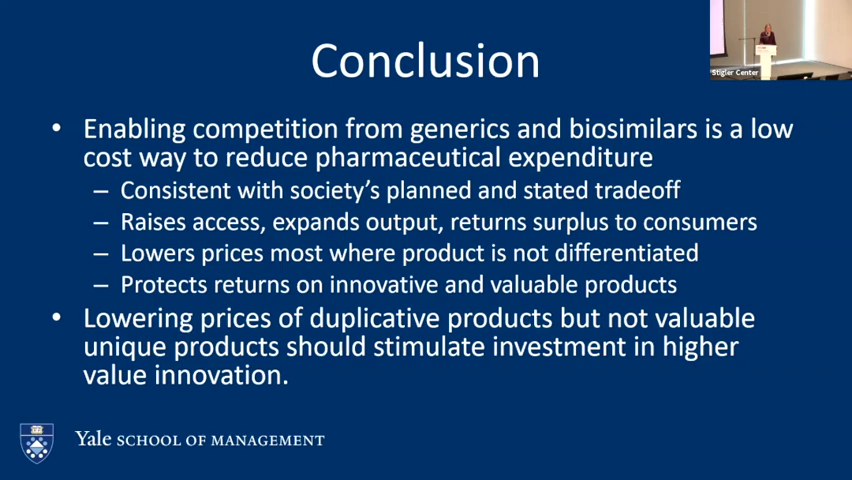 Conclusion
Stigler Center
• Enabling competition from generics and biosimilars is a low
cost way to reduce pharmaceutical expenditure
– Consistent with society's planned and stated tradeoff
– Raises access, expands output, returns surplus to consumers
– Lowers prices most where product is not differentiated
– Protects returns on innovative and valuable products
• Lowering prices of duplicative products but not valuable
unique products should stimulate investment in higher
value innovation.
Yale SCHOOL OF MANAGEMENT